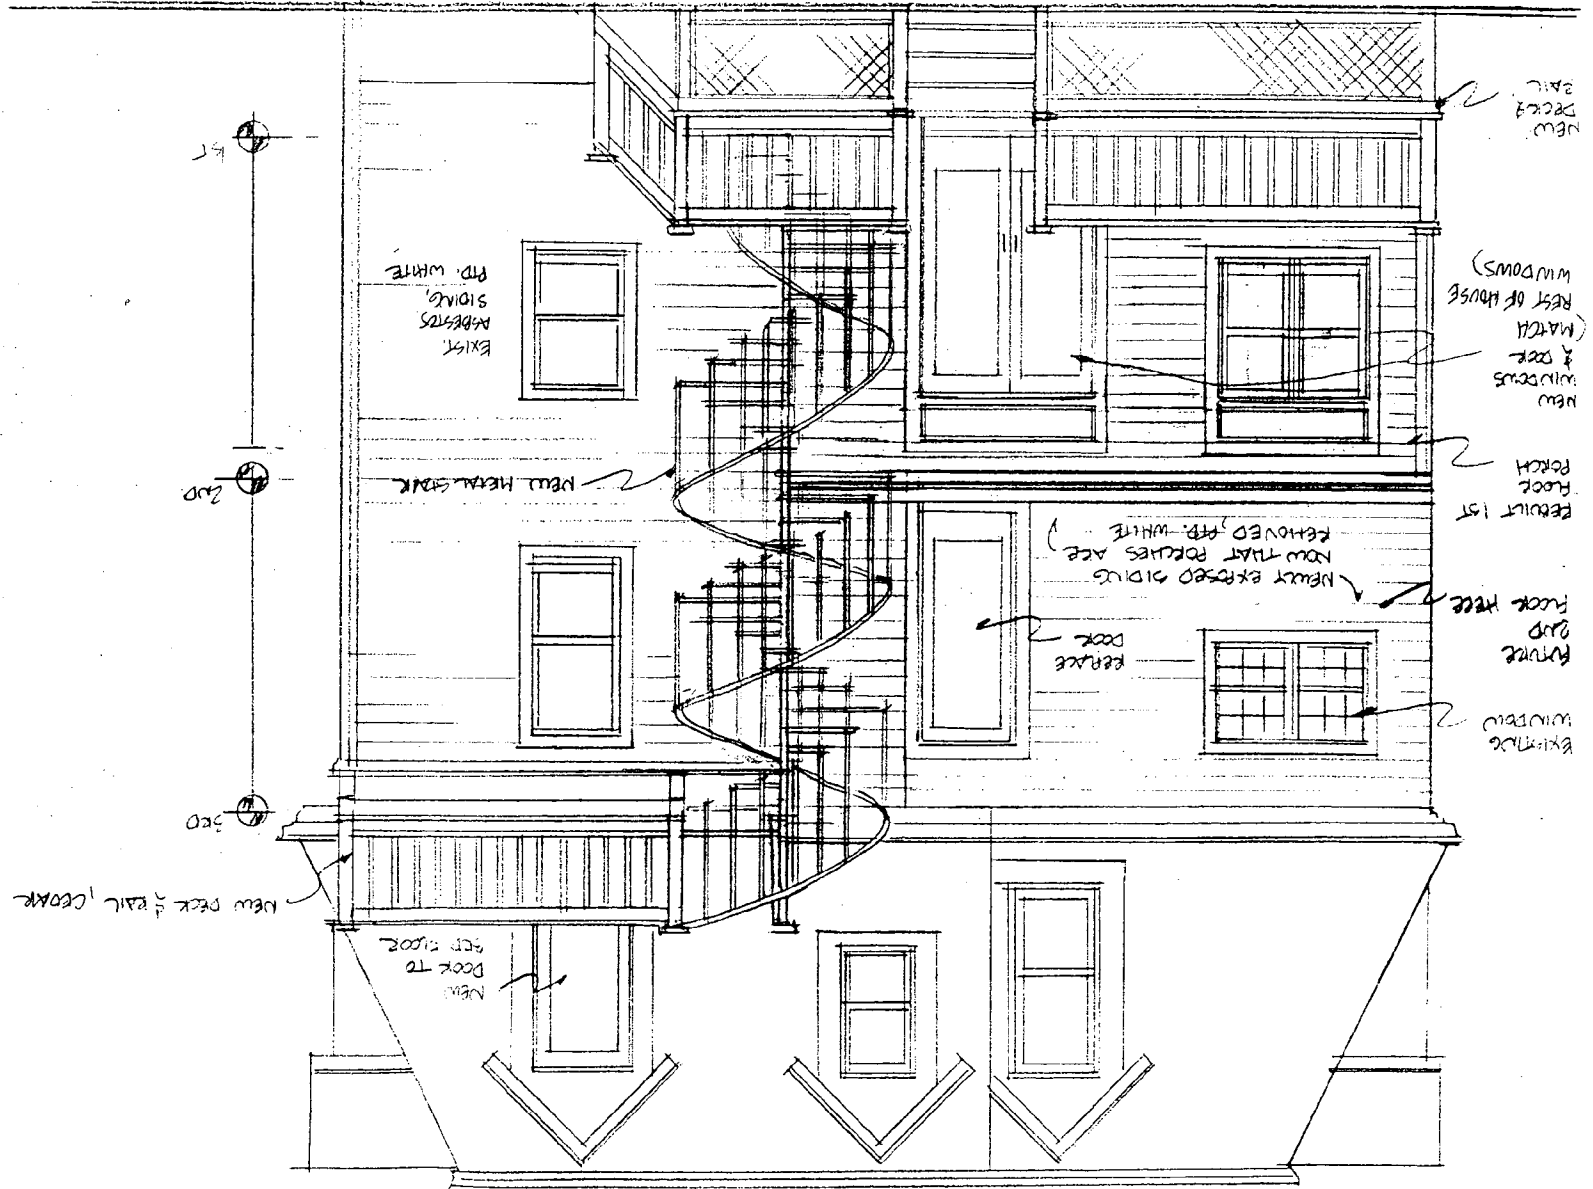 NEW
DOOR TO
3RD FLOOR
NEW DECK & RAIL, CEDAR
3RD
EXISTING
WINDOW
FUTURE
2ND
FLOOR HERE
REPLACE
DOOR
NEWLY EXPOSED SIDING
NOW THAT PORCHES ARE
REMOVED, PTD. WHITE
REBUILT 1ST
FLOOR
PORCH
2ND
NEW METAL STAIR
NEW
WINDOWS
& DOOR
(MATCH
REST OF HOUSE
WINDOWS)
EXIST.
ASBESTOS
SIDING,
PTD. WHITE
1ST
NEW
DECK &
RAIL